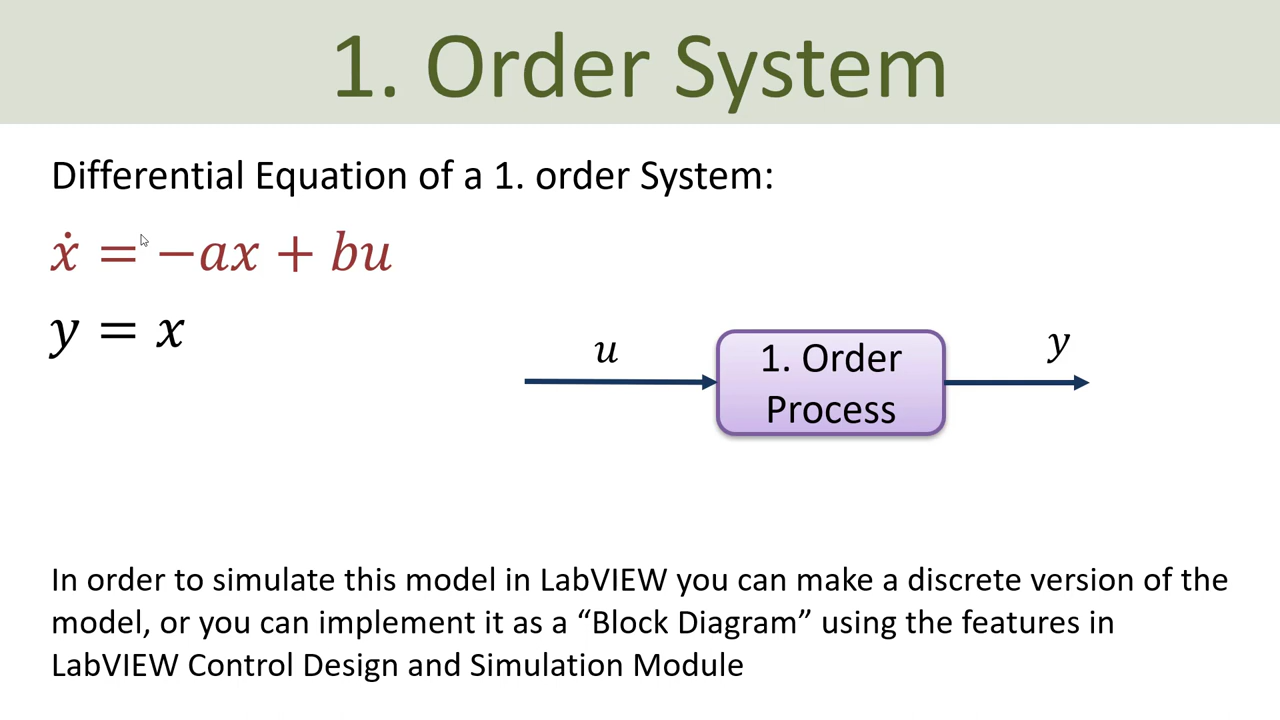 1. Order System
Differential Equation of a 1. order System:
ẋ = −ax + bu
y = x
u
1. Order
Process
y
In order to simulate this model in LabVIEW you can make a discrete version of the
model, or you can implement it as a “Block Diagram” using the features in
LabVIEW Control Design and Simulation Module